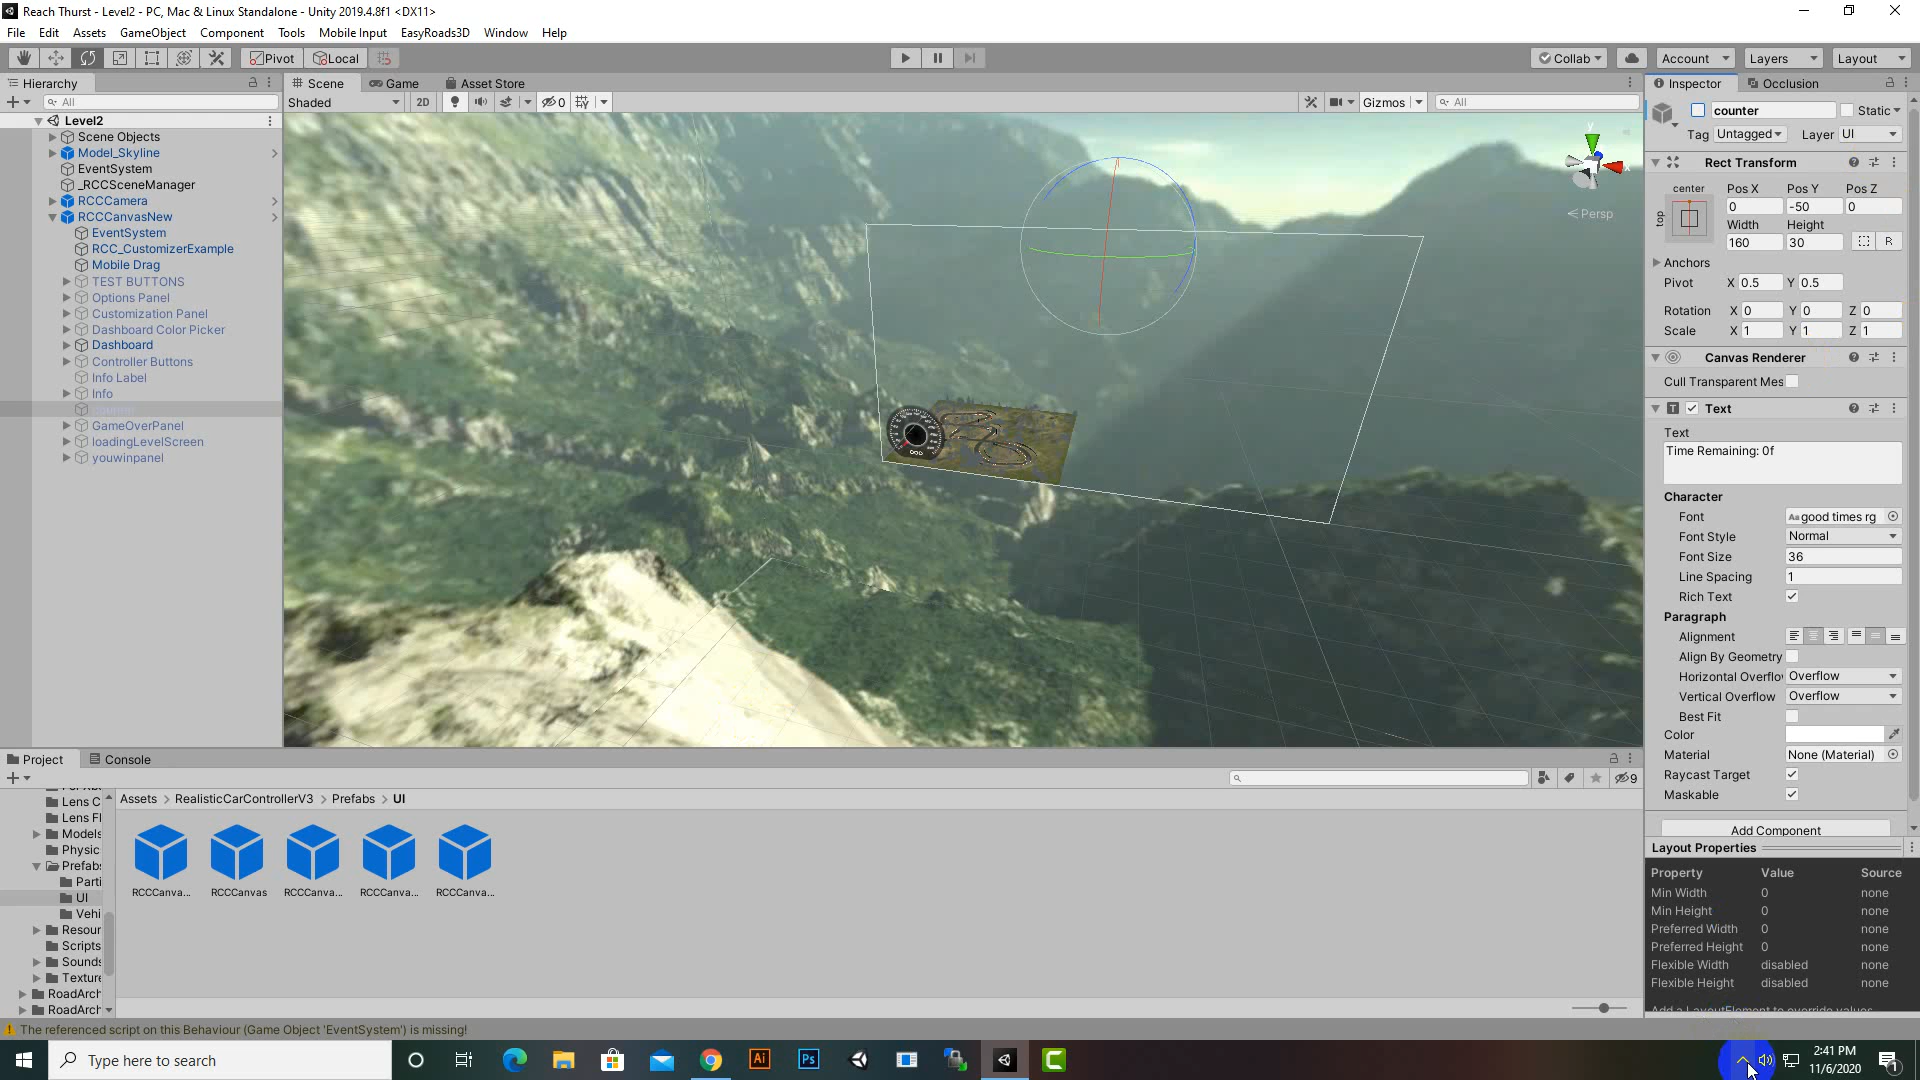 Reach Thurst - Level2 - PC, Mac & Linux Standalone - Unity 2019.4.8f1 <DX11>
File Edit Assets GameObject Component Tools Mobile Input EasyRoads3D Window Help
Pivot Local Collab Account Layers Layout
Hierarchy
All
Level2
Scene Objects
Model_Skyline
EventSystem
_RCCSceneManager
RCCCamera
RCCCanvasNew
EventSystem
RCC_CustomizerExample
Mobile Drag
TEST BUTTONS
Options Panel
Customization Panel
Dashboard Color Picker
Dashboard
Controller Buttons
Info Label
Info
GameOverPanel
loadingLevelScreen
youwinpanel
Scene Game Asset Store
Shaded 2D 0 Gizmos All
y
x
Persp
Inspector Occlusion
counter Static
Tag Untagged Layer UI
Rect Transform
center Pos X Pos Y Pos Z
top 0 -50 0
Width Height
160 30 R
Anchors
Pivot X 0.5 Y 0.5
Rotation X 0 Y 0 Z 0
Scale X 1 Y 1 Z 1
Canvas Renderer
Cull Transparent Mes
Text
Text
Time Remaining: 0f
Character
Font good times rg
Font Style Normal
Font Size 36
Line Spacing 1
Rich Text
Paragraph
Alignment
Align By Geometry
Horizontal Overflo Overflow
Vertical Overflow Overflow
Best Fit
Color
Material None (Material)
Raycast Target
Maskable
Add Component
Layout Properties
Property Value Source
Min Width 0 none
Min Height 0 none
Preferred Width 0 none
Preferred Height 0 none
Flexible Width disabled none
Flexible Height disabled none
Add a LayoutElement to override values
Project Console
9
Lens C
Lens Fl
Models
Physic
Prefabs
Parti
UI
Vehi
Resour
Scripts
Sounds
Texture
RoadArch
RoadArch
Assets > RealisticCarControllerV3 > Prefabs > UI
RCCCanva... RCCCanvas RCCCanva... RCCCanva... RCCCanva...
The referenced script on this Behaviour (Game Object 'EventSystem') is missing!
Type here to search
Ai Ps
2:41 PM
11/6/2020
1